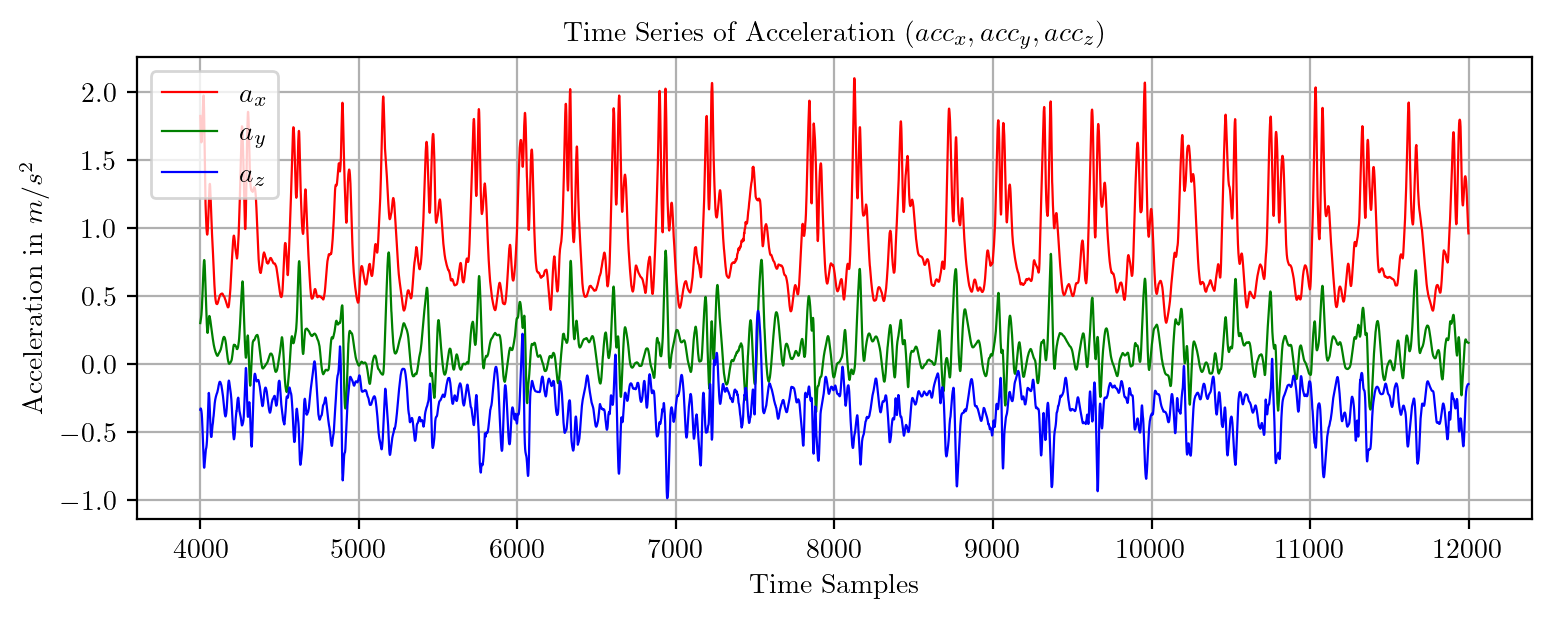 Time Series of Acceleration (acc_x, acc_y, acc_z)
Acceleration in m/s^2
2.0
1.5
1.0
0.5
0.0
−0.5
−1.0
a_x
a_y
a_z
4000 5000 6000 7000 8000 9000 10000 11000 12000
Time Samples